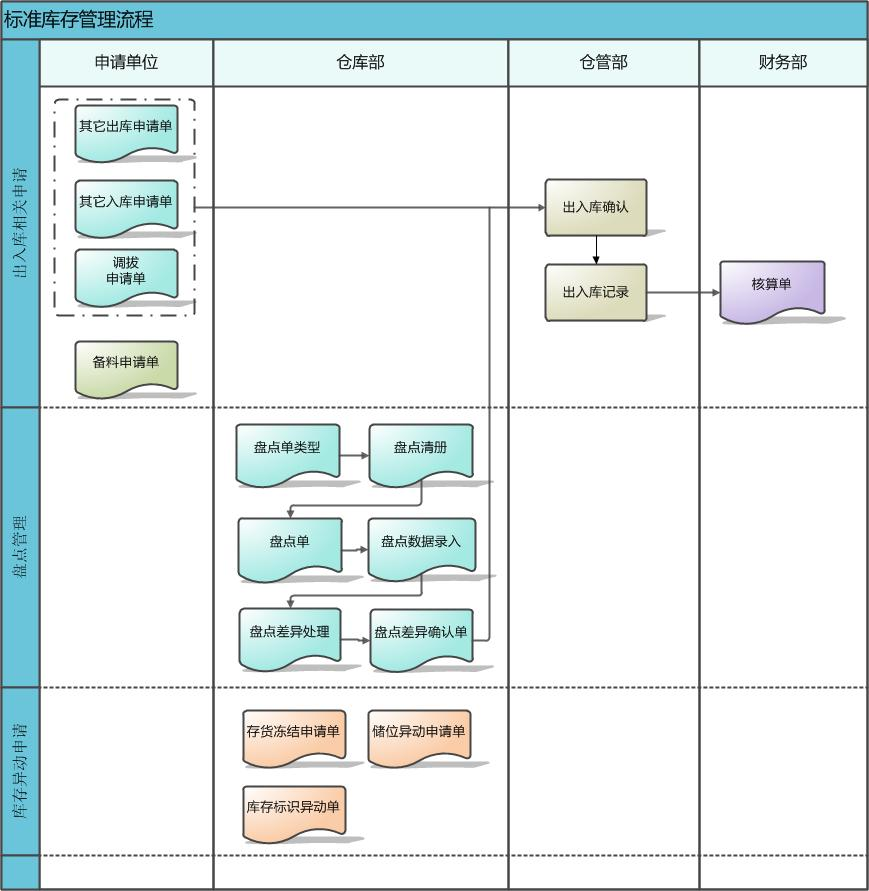 标准库存管理流程
申请单位
仓库部
仓管部
财务部
出入库相关申请
其它出库申请单
其它入库申请单
调拔
申请单
备料申请单
出入库确认
出入库记录
核算单
盘点管理
盘点单类型
盘点清册
盘点单
盘点数据录入
盘点差异处理
盘点差异确认单
库存异动申请
存货冻结申请单
储位异动申请单
库存标识异动单